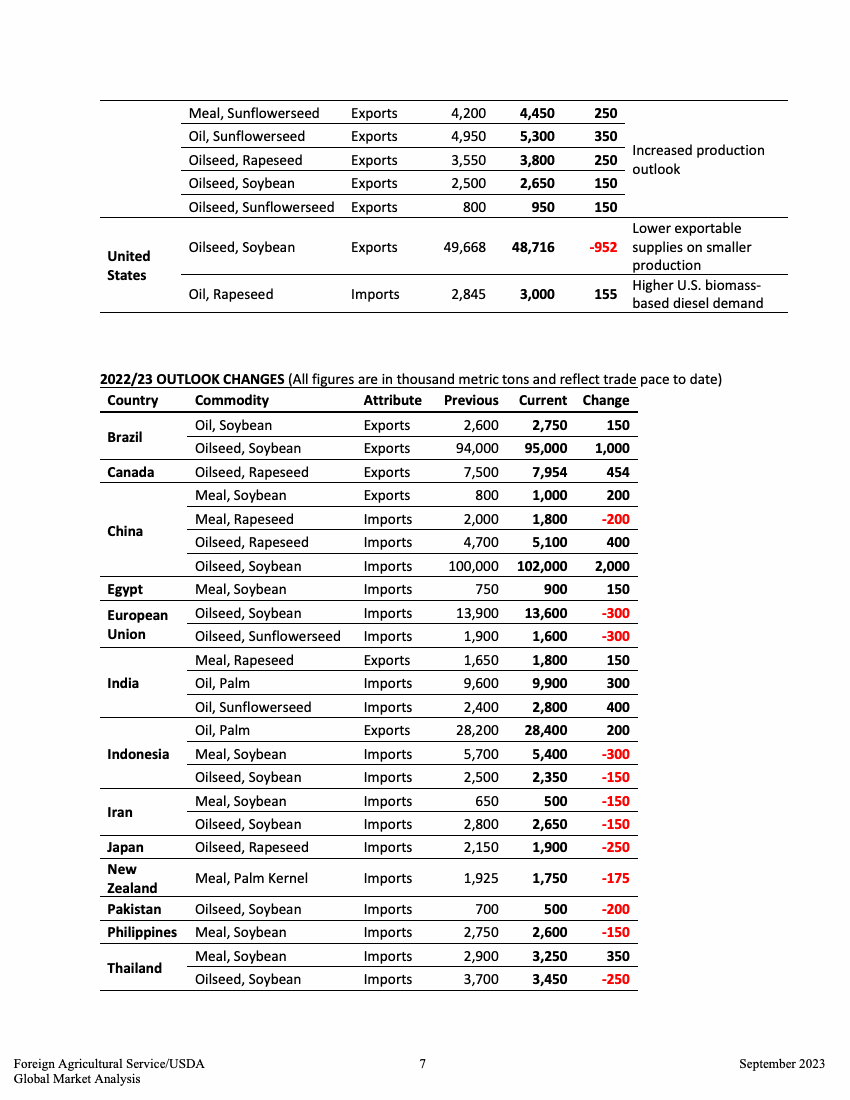 Meal, Sunflowerseed Exports 4,200 4,450 250
Oil, Sunflowerseed Exports 4,950 5,300 350
Oilseed, Rapeseed Exports 3,550 3,800 250
Increased production
outlook
Oilseed, Soybean Exports 2,500 2,650 150
Oilseed, Sunflowerseed Exports 800 950 150
United
States
Oilseed, Soybean Exports 49,668 48,716 -952
Lower exportable
supplies on smaller
production
Oil, Rapeseed Imports 2,845 3,000 155
Higher U.S. biomass-
based diesel demand
2022/23 OUTLOOK CHANGES (All figures are in thousand metric tons and reflect trade pace to date)
Country Commodity Attribute Previous Current Change
Brazil
Oil, Soybean Exports 2,600 2,750 150
Oilseed, Soybean Exports 94,000 95,000 1,000
Canada Oilseed, Rapeseed Exports 7,500 7,954 454
China
Meal, Soybean Exports 800 1,000 200
Meal, Rapeseed Imports 2,000 1,800 -200
Oilseed, Rapeseed Imports 4,700 5,100 400
Oilseed, Soybean Imports 100,000 102,000 2,000
Egypt Meal, Soybean Imports 750 900 150
European
Union
Oilseed, Soybean Imports 13,900 13,600 -300
Oilseed, Sunflowerseed Imports 1,900 1,600 -300
India
Meal, Rapeseed Exports 1,650 1,800 150
Oil, Palm Imports 9,600 9,900 300
Oil, Sunflowerseed Imports 2,400 2,800 400
Indonesia
Oil, Palm Exports 28,200 28,400 200
Meal, Soybean Imports 5,700 5,400 -300
Oilseed, Soybean Imports 2,500 2,350 -150
Iran
Meal, Soybean Imports 650 500 -150
Oilseed, Soybean Imports 2,800 2,650 -150
Japan Oilseed, Rapeseed Imports 2,150 1,900 -250
New
Zealand
Meal, Palm Kernel Imports 1,925 1,750 -175
Pakistan Oilseed, Soybean Imports 700 500 -200
Philippines Meal, Soybean Imports 2,750 2,600 -150
Thailand
Meal, Soybean Imports 2,900 3,250 350
Oilseed, Soybean Imports 3,700 3,450 -250
Foreign Agricultural Service/USDA 7 September 2023
Global Market Analysis